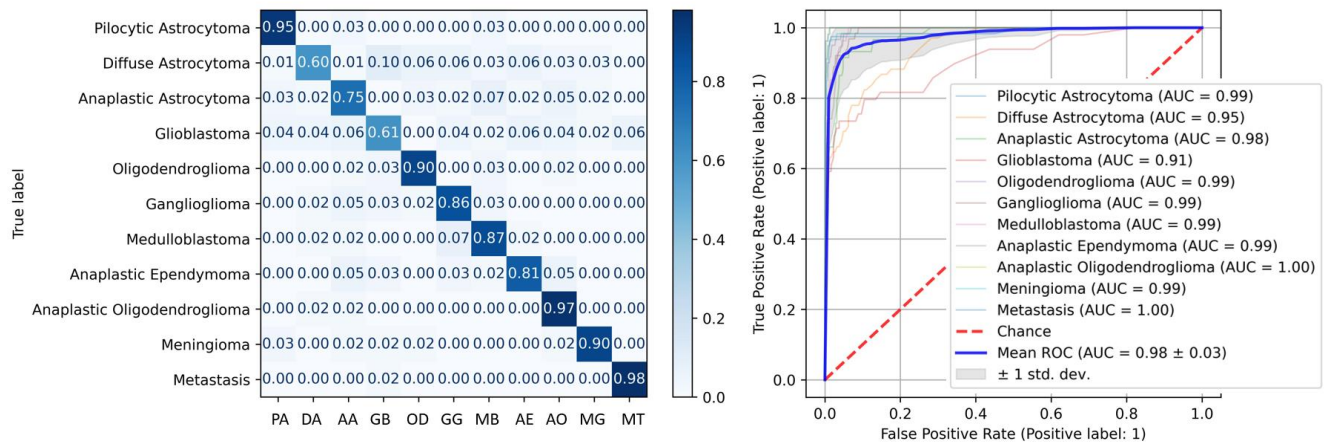 True label
Pilocytic Astrocytoma 0.95 0.00 0.03 0.00 0.00 0.00 0.03 0.00 0.00 0.00 0.00
Diffuse Astrocytoma 0.01 0.60 0.01 0.10 0.06 0.06 0.03 0.06 0.03 0.03 0.00
Anaplastic Astrocytoma 0.03 0.02 0.75 0.00 0.03 0.02 0.07 0.02 0.05 0.02 0.00
Glioblastoma 0.04 0.04 0.06 0.61 0.00 0.04 0.02 0.06 0.04 0.02 0.06
Oligodendroglioma 0.00 0.00 0.02 0.03 0.90 0.00 0.03 0.00 0.02 0.00 0.00
Ganglioglioma 0.00 0.02 0.05 0.03 0.02 0.86 0.03 0.00 0.00 0.00 0.00
Medulloblastoma 0.00 0.02 0.02 0.00 0.00 0.07 0.87 0.02 0.00 0.00 0.00
Anaplastic Ependymoma 0.00 0.00 0.05 0.03 0.00 0.03 0.02 0.81 0.05 0.00 0.00
Anaplastic Oligodendroglioma 0.00 0.02 0.02 0.00 0.00 0.00 0.00 0.00 0.97 0.00 0.00
Meningioma 0.03 0.00 0.02 0.02 0.00 0.02 0.00 0.00 0.02 0.90 0.00
Metastasis 0.00 0.00 0.00 0.02 0.00 0.00 0.00 0.00 0.00 0.00 0.98
PA DA AA GB OD GG MB AE AO MG MT
0.8
0.6
0.4
0.2
0.0
True Positive Rate (Positive label: 1)
1.0
0.8
0.6
0.4
0.2
0.0
Pilocytic Astrocytoma (AUC = 0.99)
Diffuse Astrocytoma (AUC = 0.95)
Anaplastic Astrocytoma (AUC = 0.98)
Glioblastoma (AUC = 0.91)
Oligodendroglioma (AUC = 0.99)
Ganglioglioma (AUC = 0.99)
Medulloblastoma (AUC = 0.99)
Anaplastic Ependymoma (AUC = 0.99)
Anaplastic Oligodendroglioma (AUC = 1.00)
Meningioma (AUC = 0.99)
Metastasis (AUC = 1.00)
Chance
Mean ROC (AUC = 0.98 ± 0.03)
± 1 std. dev.
0.0 0.2 0.4 0.6 0.8 1.0
False Positive Rate (Positive label: 1)